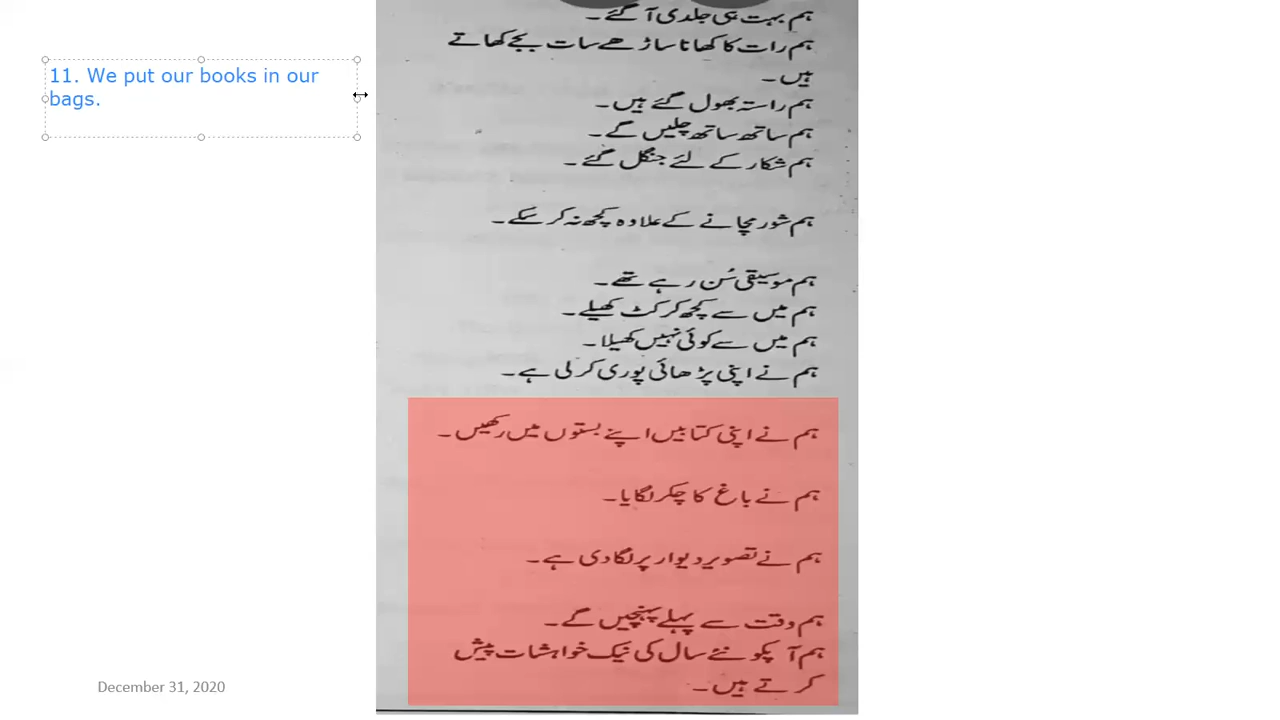 11. We put our books in our
bags.
ہم بہت ہی جلدی آ گئے ۔
ہم رات کا کھانا ساڑھے سات بجے کھاتے
ہیں ۔
ہم راستہ بھول گئے ہیں ۔
ہم ساتھ ساتھ چلیں گے ۔
ہم شکار کے لئے جنگل گئے ۔
ہم شور مچانے کے علاوہ کچھ نہ کر سکے ۔
ہم موسیقی سُن رہے تھے ۔
ہم میں سے کچھ کرکٹ کھیلے ۔
ہم میں سے کوئی نہیں کھیلا ۔
ہم نے اپنی پڑھائی پوری کر لی ہے ۔
ہم نے اپنی کتابیں اپنے بستوں میں رکھیں ۔
ہم نے باغ کا چکر لگایا ۔
ہم نے تصویر دیوار پر لگا دی ہے ۔
ہم وقت سے پہلے پہنچیں گے ۔
ہم آپکو نئے سال کی نیک خواہشات پیش
کرتے ہیں ۔
December 31, 2020